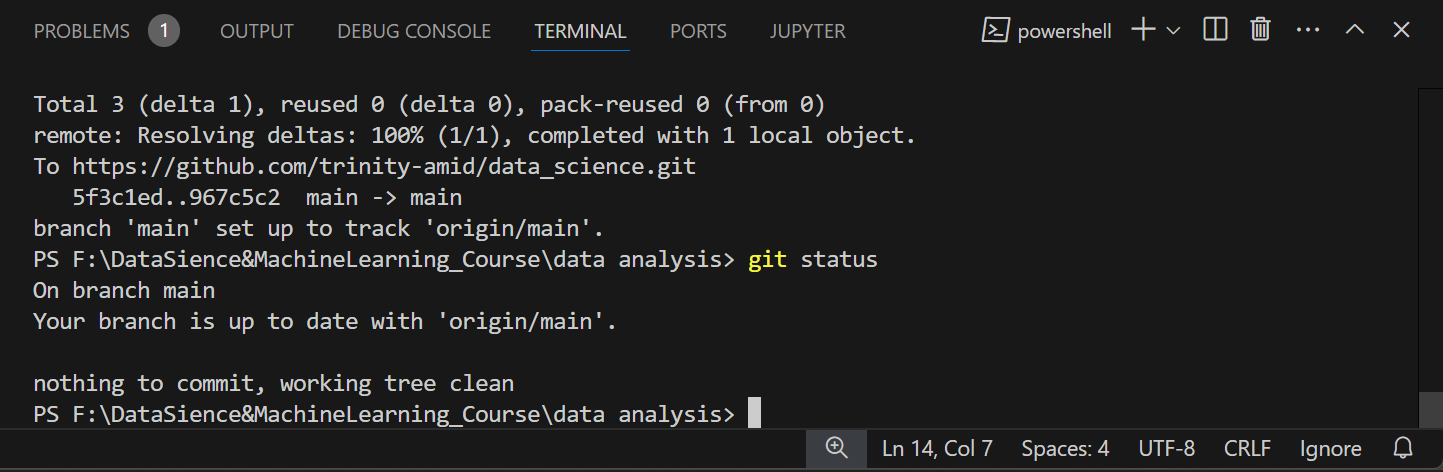 PROBLEMS 1 OUTPUT DEBUG CONSOLE TERMINAL PORTS JUPYTER powershell
Total 3 (delta 1), reused 0 (delta 0), pack-reused 0 (from 0)
remote: Resolving deltas: 100% (1/1), completed with 1 local object.
To https://github.com/trinity-amid/data_science.git
   5f3c1ed..967c5c2  main -> main
branch 'main' set up to track 'origin/main'.
PS F:\DataSience&MachineLearning_Course\data analysis> git status
On branch main
Your branch is up to date with 'origin/main'.
nothing to commit, working tree clean
PS F:\DataSience&MachineLearning_Course\data analysis>
Ln 14, Col 7 Spaces: 4 UTF-8 CRLF Ignore